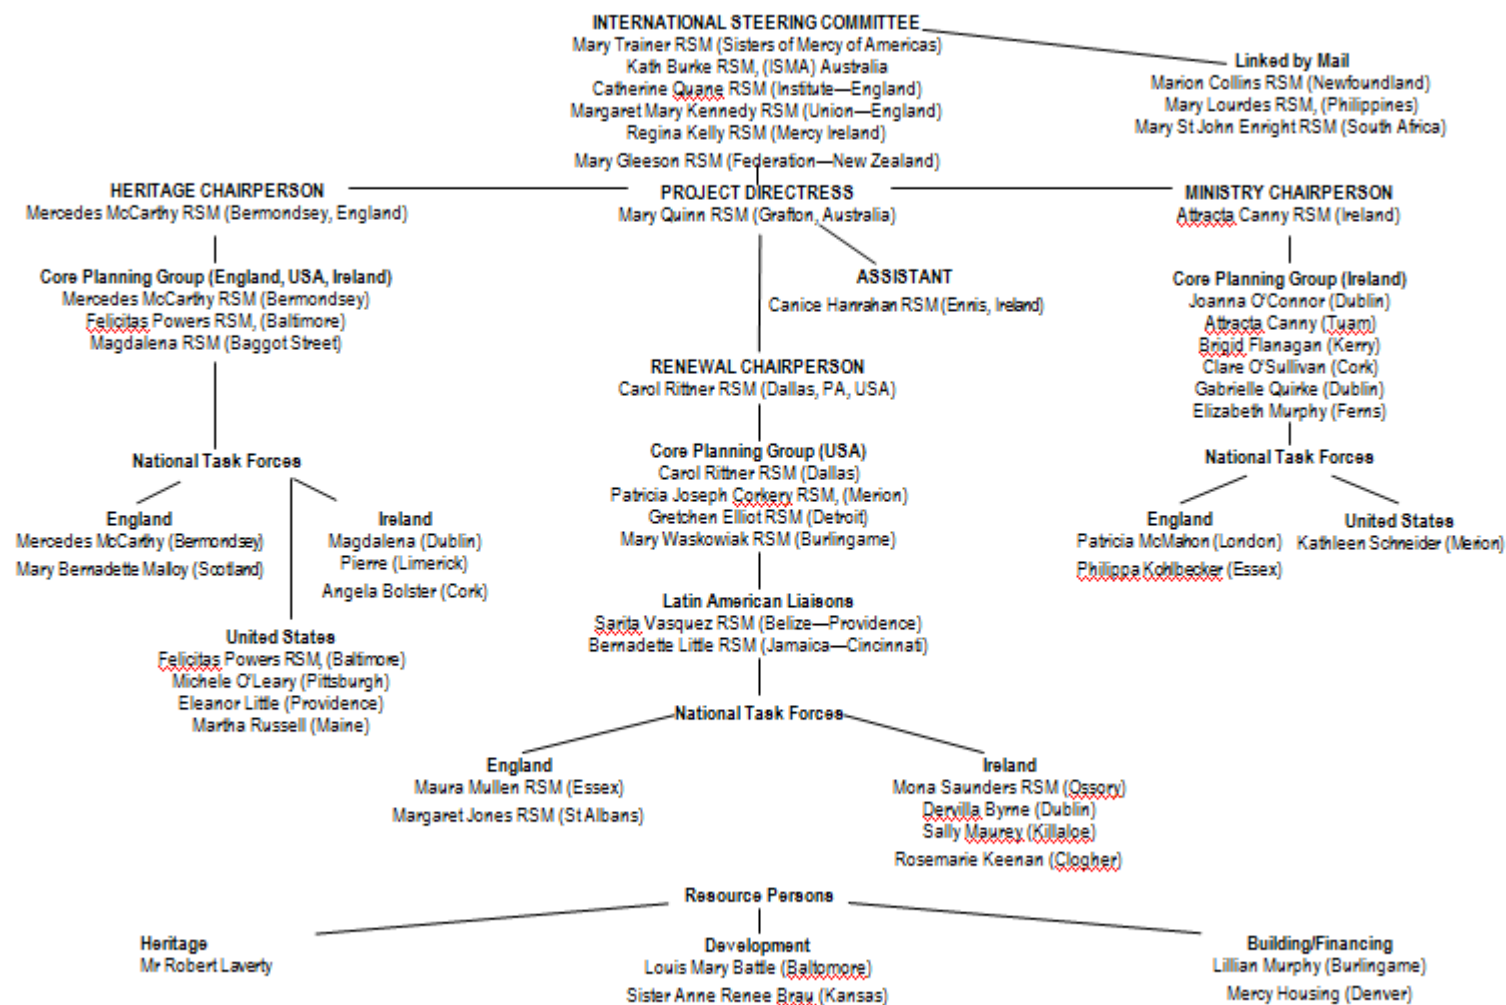 INTERNATIONAL STEERING COMMITTEE
Mary Trainer RSM (Sisters of Mercy of Americas)
Kath Burke RSM, (ISMA) Australia
Catherine Quane RSM (Institute—England)
Margaret Mary Kennedy RSM (Union—England)
Regina Kelly RSM (Mercy Ireland)
Mary Gleeson RSM (Federation—New Zealand)
Linked by Mail
Marion Collins RSM (Newfoundland)
Mary Lourdes RSM, (Philippines)
Mary St John Enright RSM (South Africa)
HERITAGE CHAIRPERSON
Mercedes McCarthy RSM (Bermondsey, England)
PROJECT DIRECTRESS
Mary Quinn RSM (Grafton, Australia)
MINISTRY CHAIRPERSON
Attracta Canny RSM (Ireland)
ASSISTANT
Canice Hanrahan RSM (Ennis, Ireland)
Core Planning Group (England, USA, Ireland)
Mercedes McCarthy RSM (Bermondsey)
Felicitas Powers RSM, (Baltimore)
Magdalena RSM (Baggot Street)
Core Planning Group (Ireland)
Joanna O'Connor (Dublin)
Attracta Canny (Tuam)
Brigid Flanagan (Kerry)
Clare O'Sullivan (Cork)
Gabrielle Quirke (Dublin)
Elizabeth Murphy (Ferns)
RENEWAL CHAIRPERSON
Carol Rittner RSM (Dallas, PA, USA)
Core Planning Group (USA)
Carol Rittner RSM (Dallas)
Patricia Joseph Corkery RSM, (Merion)
Gretchen Elliot RSM (Detroit)
Mary Waskowiak RSM (Burlingame)
National Task Forces
England
Mercedes McCarthy (Bermondsey)
Mary Bernadette Malloy (Scotland)
Ireland
Magdalena (Dublin)
Pierre (Limerick)
Angela Bolster (Cork)
United States
Felicitas Powers RSM, (Baltimore)
Michele O'Leary (Pittsburgh)
Eleanor Little (Providence)
Martha Russell (Maine)
National Task Forces
England
Patricia McMahon (London)
Phillippa Kohlbecker (Essex)
United States
Kathleen Schneider (Merion)
Latin American Liaisons
Sarita Vasquez RSM (Belize—Providence)
Bernadette Little RSM (Jamaica—Cincinnati)
National Task Forces
England
Maura Mullen RSM (Essex)
Margaret Jones RSM (St Albans)
Ireland
Mona Saunders RSM (Ossory)
Dervilla Byrne (Dublin)
Sally Maurey (Killaloe)
Rosemarie Keenan (Clogher)
Resource Persons
Heritage
Mr Robert Laverty
Development
Louis Mary Battle (Baltomore)
Sister Anne Renee Brau (Kansas)
Building/Financing
Lillian Murphy (Burlingame)
Mercy Housing (Denver)